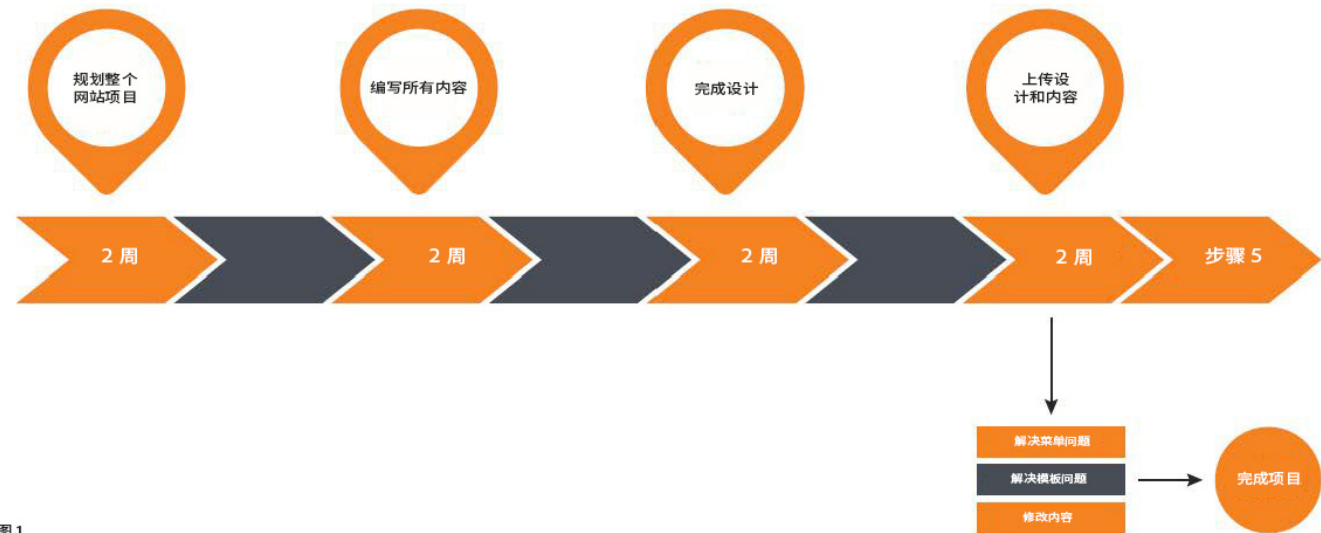 规划整个
网站项目
编写所有内容
完成设计
上传设
计和内容
2 周
2 周
2 周
2 周
步骤 5
解决菜单问题
解决模板问题
修改内容
完成项目
图 1